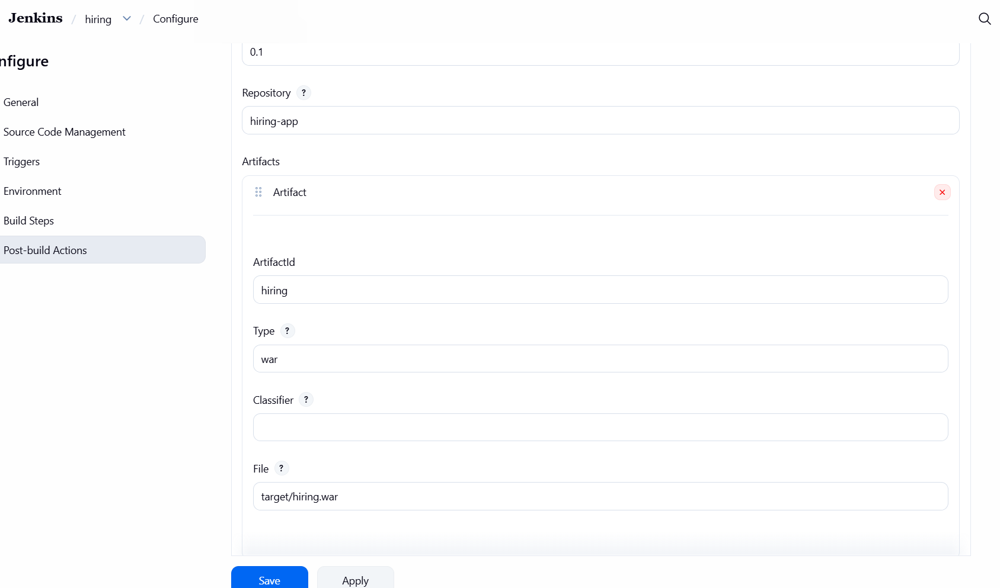 Jenkins / hiring / Configure
nfigure
General
Source Code Management
Triggers
Environment
Build Steps
Post-build Actions
0.1
Repository ?
hiring-app
Artifacts
Artifact
ArtifactId
hiring
Type ?
war
Classifier ?
File ?
target/hiring.war
Save
Apply